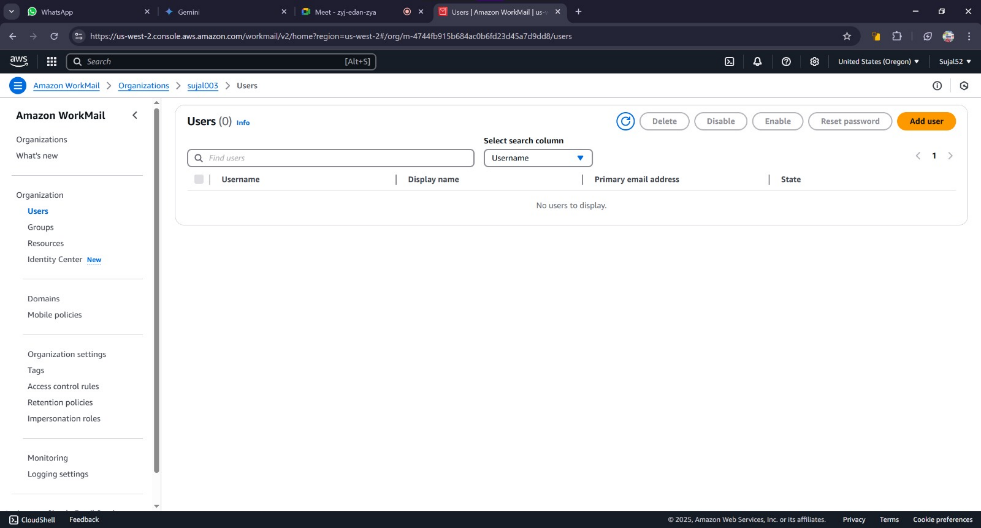 WhatsApp
Gemini
Meet - zyj-edan-zya
Users | Amazon WorkMail | us-
https://us-west-2.console.aws.amazon.com/workmail/v2/home?region=us-west-2#/org/m-4744fb915b684ac0b6fd23d45a7d9dd8/users
aws
Search [Alt+S]
United States (Oregon)
Sujal52
Amazon WorkMail
Organizations
sujal003
Users
Amazon WorkMail
Organizations
What's new
Organization
Users
Groups
Resources
Identity Center New
Domains
Mobile policies
Organization settings
Tags
Access control rules
Retention policies
Impersonation roles
Monitoring
Logging settings
Users (0) Info
Delete
Disable
Enable
Reset password
Add user
Select search column
Find users
Username
1
Username Display name Primary email address State
No users to display.
CloudShell Feedback
© 2025, Amazon Web Services, Inc. or its affiliates. Privacy Terms Cookie preferences